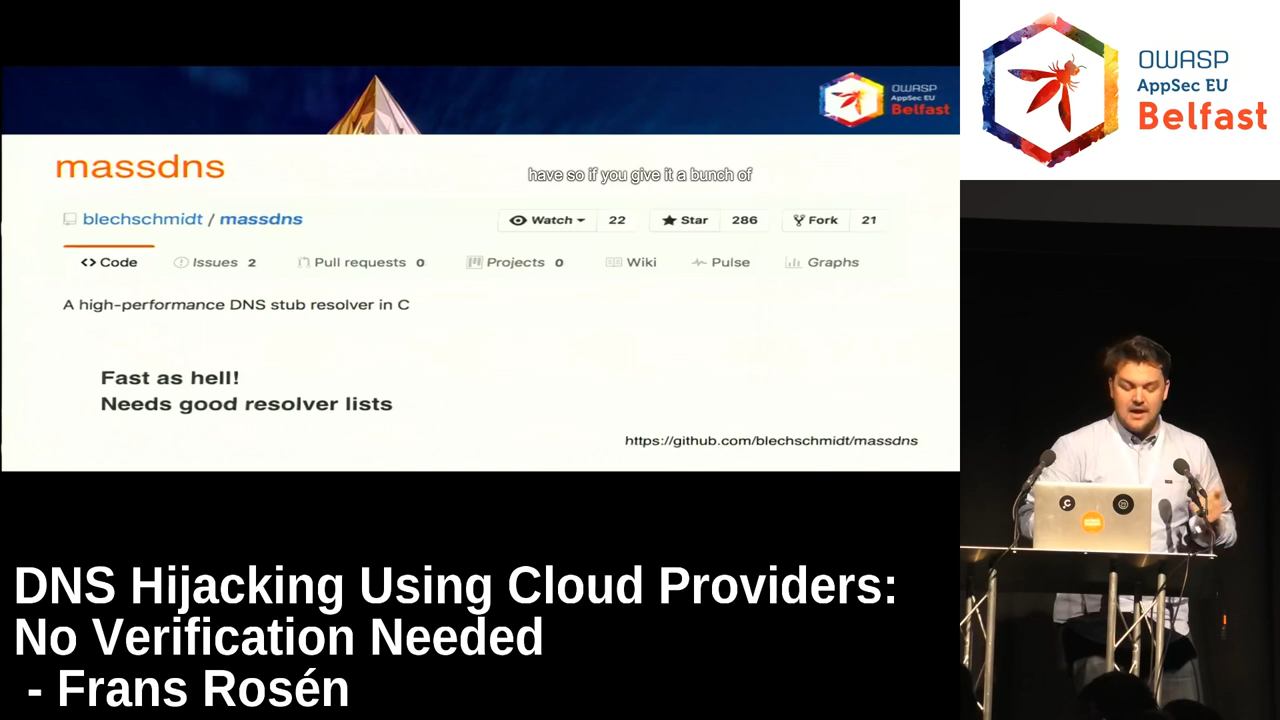 OWASP
AppSec EU
Belfast
OWASP
AppSec EU
Belfast
massdns
have so if you give it a bunch of
blechschmidt / massdns
Watch 22
Star 286
Fork 21
<> Code
Issues 2
Pull requests 0
Projects 0
Wiki
Pulse
Graphs
A high-performance DNS stub resolver in C
Fast as hell!
Needs good resolver lists
https://github.com/blechschmidt/massdns
DNS Hijacking Using Cloud Providers:
No Verification Needed
- Frans Rosén